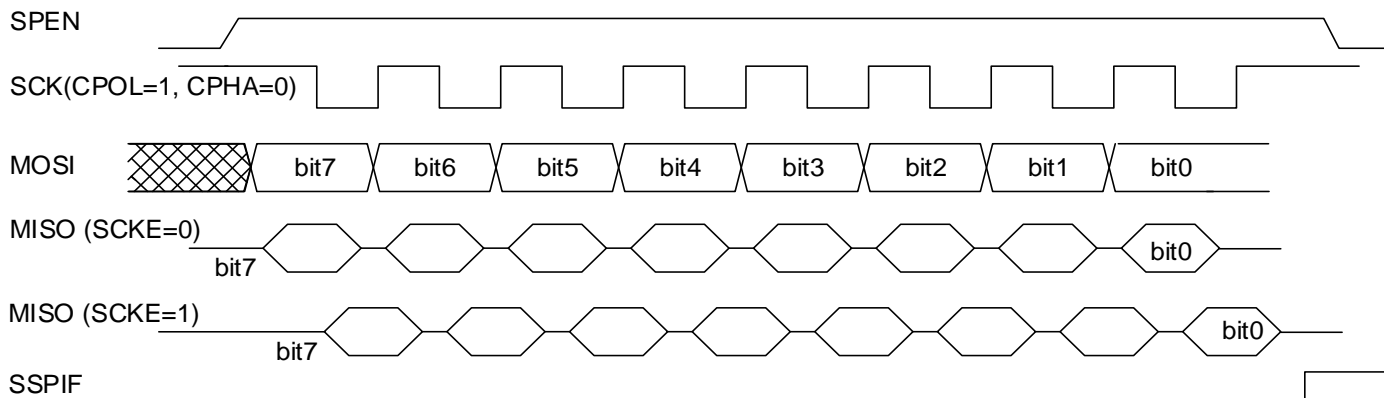 SPEN
SCK(CPOL=1, CPHA=0)
MOSI bit7 bit6 bit5 bit4 bit3 bit2 bit1 bit0
MISO (SCKE=0)
bit7 bit0
MISO (SCKE=1)
bit7 bit0
SSPIF